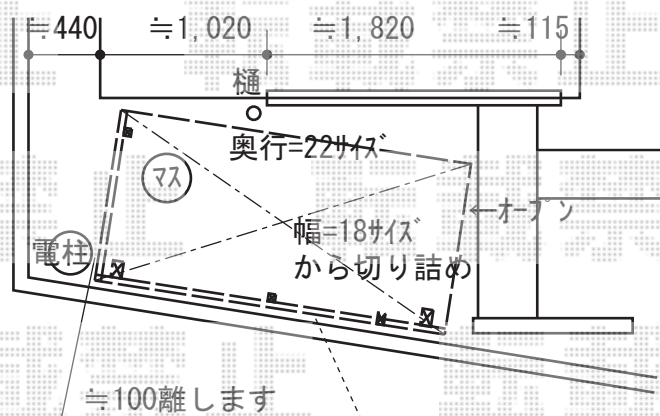 ≒440 ≒1,020 ≒1,820 ≒115
樋
奥行=22ｻｲｽﾞ
ﾏｽ
←ｵｰﾌﾟﾝ
幅=18ｻｲｽﾞ
から切り詰め
電柱
≒100離します